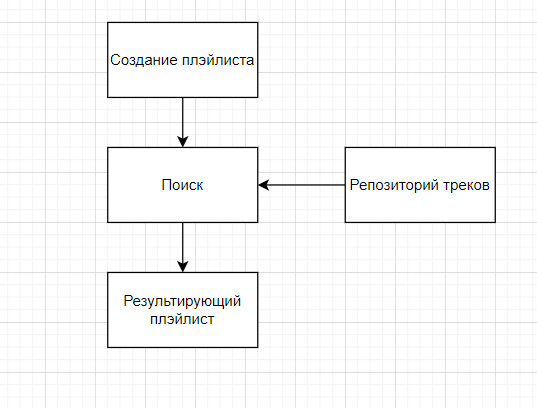 Создание плэйлиста
Поиск
Репозиторий треков
Результирующий
плэйлист